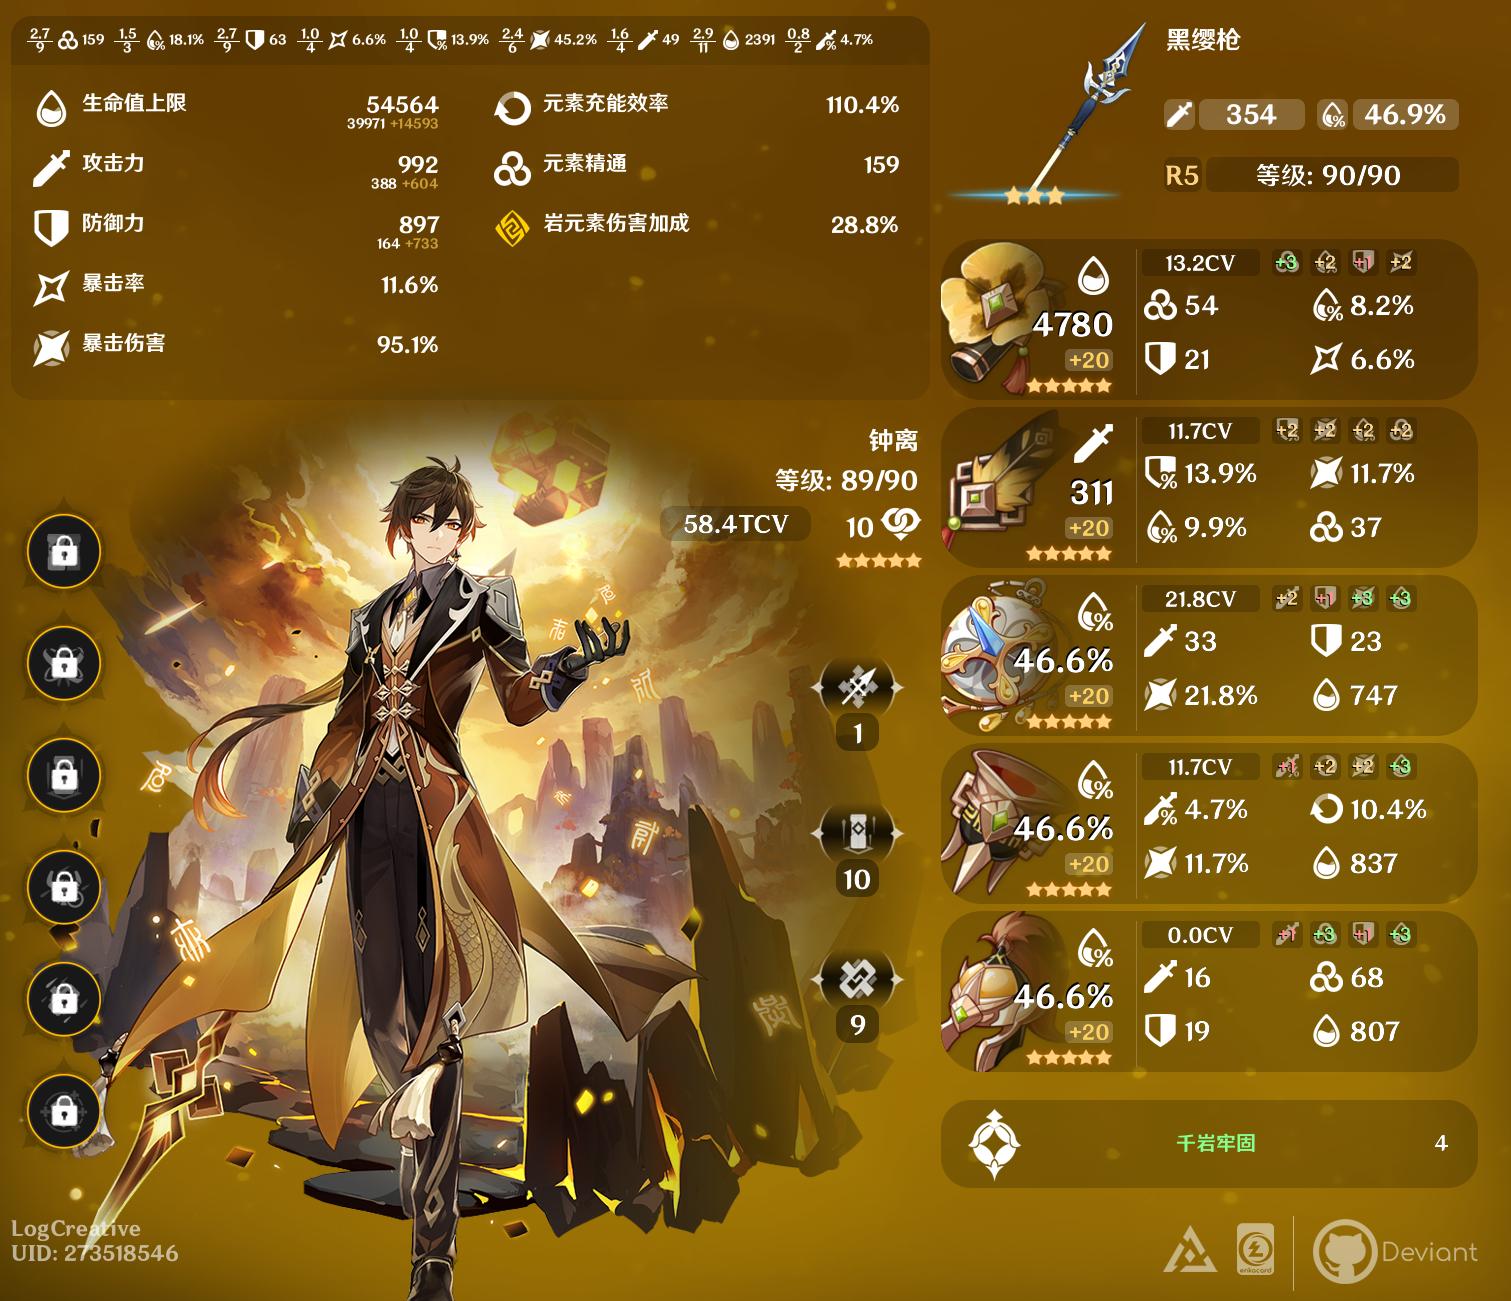 2.7 9 159 1.5 3 18.1% 2.7 9 63 1.0 4 6.6% 1.0 4 13.9% 2.4 6 45.2% 1.6 4 49 2.9 11 2391 0.8 2 4.7%
生命值上限 54564
39971 +14593
元素充能效率 110.4%
攻击力 992
388 +604
元素精通 159
防御力 897
164 +733
岩元素伤害加成 28.8%
暴击率 11.6%
暴击伤害 95.1%
黑缨枪
354 46.9%
R5 等级: 90/90
钟离
等级: 89/90
58.4TCV 10
1
10
9
4780
+20
13.2CV +3 +2 +1 +2
54 8.2%
21 6.6%
311
+20
11.7CV +2 +2 +2 +2
13.9% 11.7%
9.9% 37
46.6%
+20
21.8CV +2 +1 +3 +3
33 23
21.8% 747
46.6%
+20
11.7CV +1 +2 +2 +3
4.7% 10.4%
11.7% 837
46.6%
+20
0.0CV +1 +3 +1 +3
16 68
19 807
千岩牢固 4
LogCreative
UID: 273518546
enkacard
Deviant